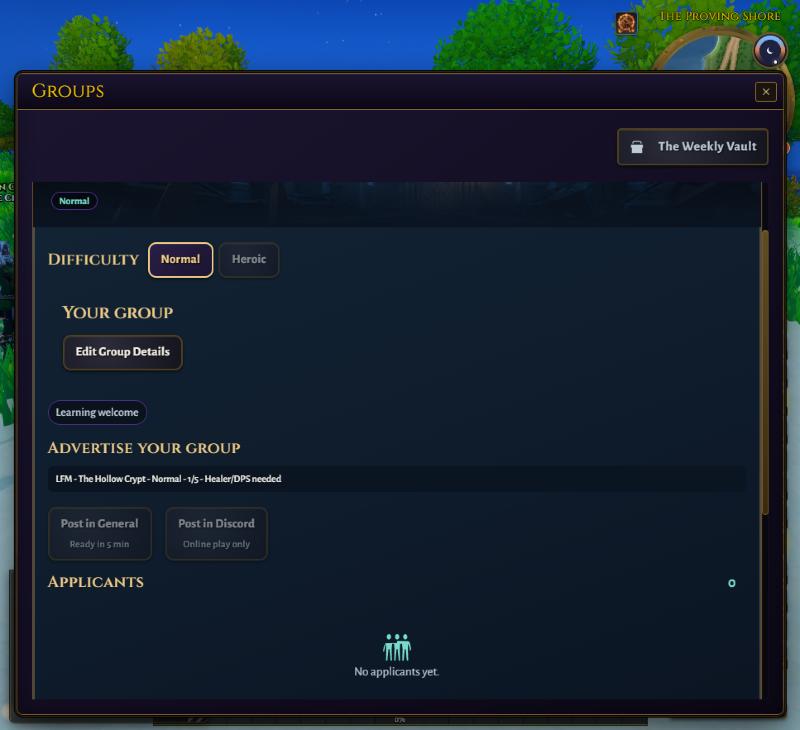 THE PROVING SHORE
GROUPS
The Weekly Vault
Normal
DIFFICULTY
Normal
Heroic
YOUR GROUP
Edit Group Details
Learning welcome
ADVERTISE YOUR GROUP
LFM - The Hollow Crypt - Normal - 1/5 - Healer/DPS needed
Post in General
Ready in 5 min
Post in Discord
Online play only
APPLICANTS
0
No applicants yet.
0%